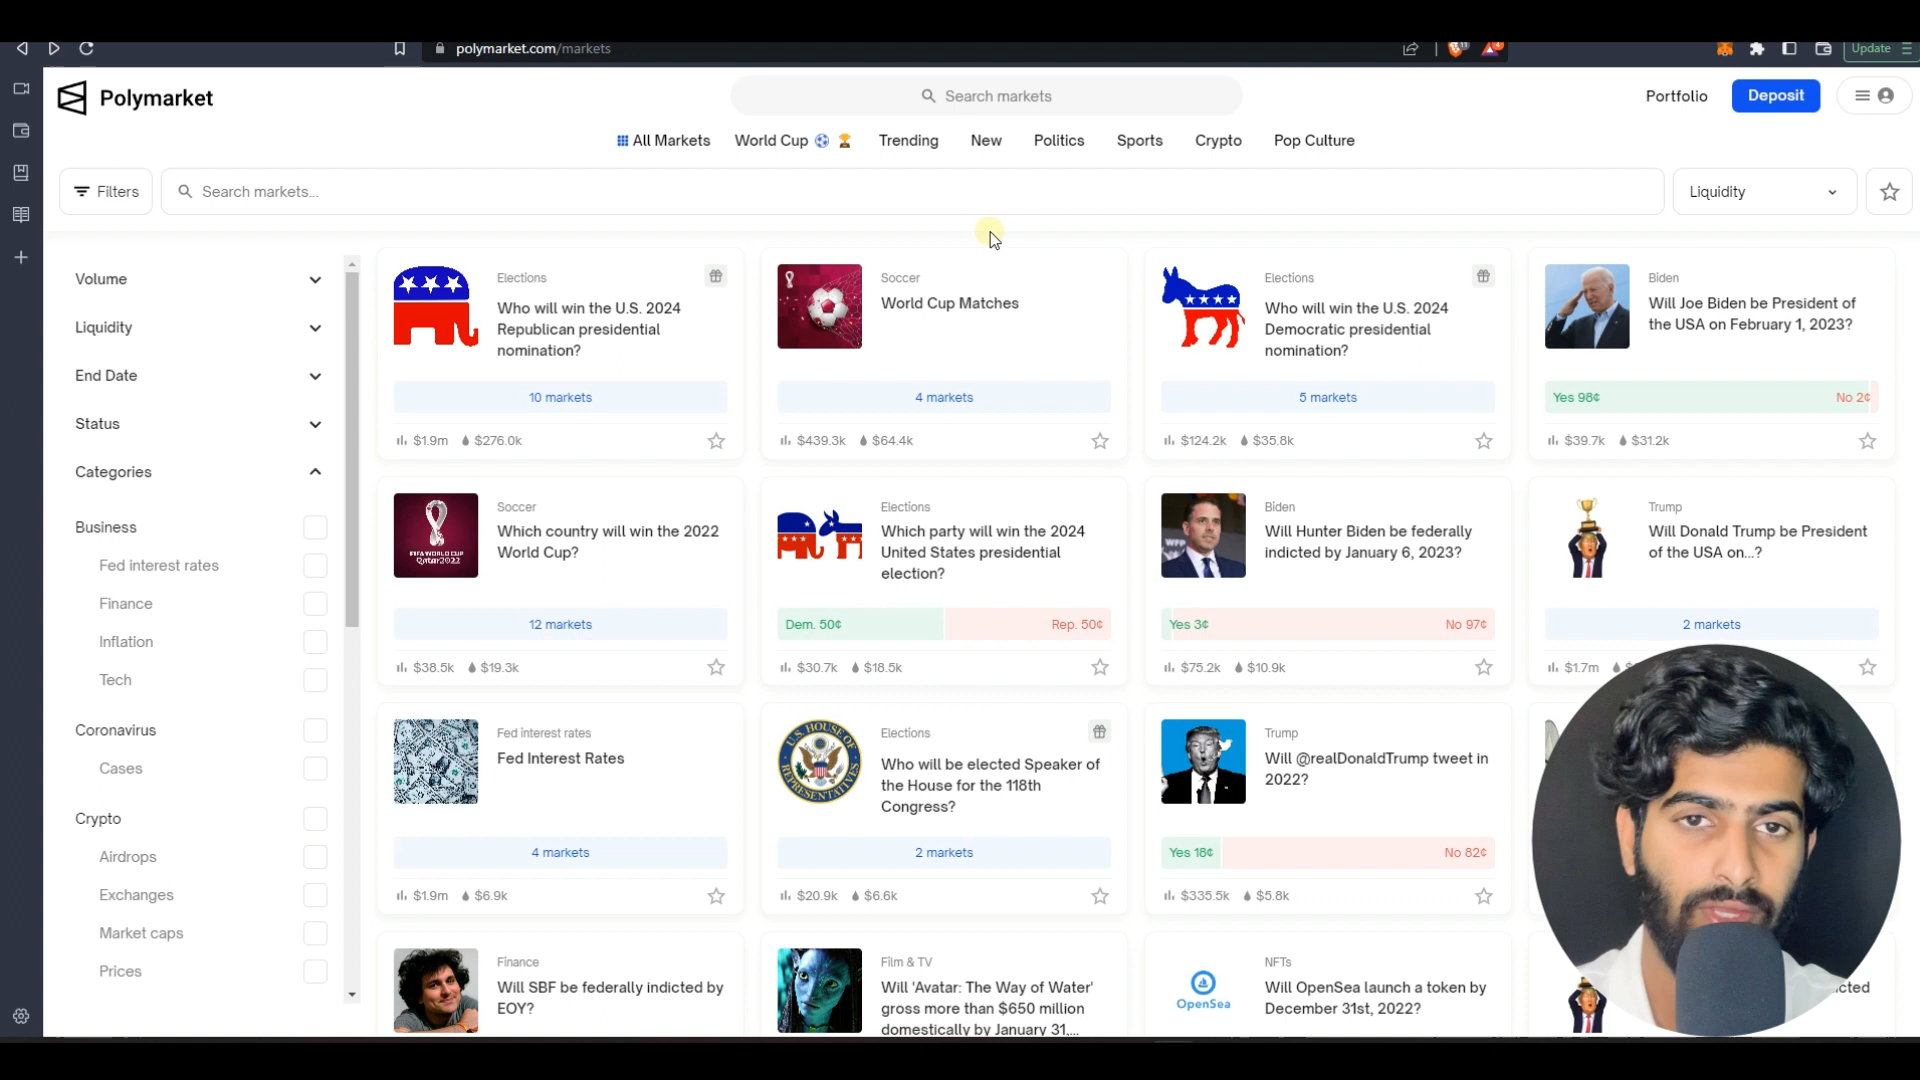 polymarket.com/markets
Update
Polymarket
Search markets
Portfolio
Deposit
All Markets
World Cup
Trending
New
Politics
Sports
Crypto
Pop Culture
Filters
Search markets...
Liquidity
Volume
Liquidity
End Date
Status
Categories
Business
Fed interest rates
Finance
Inflation
Tech
Coronavirus
Cases
Crypto
Airdrops
Exchanges
Market caps
Prices
Elections
Who will win the U.S. 2024
Republican presidential
nomination?
10 markets
$1.9m $276.0k
Soccer
World Cup Matches
4 markets
$439.3k $64.4k
Elections
Who will win the U.S. 2024
Democratic presidential
nomination?
5 markets
$124.2k $35.8k
Biden
Will Joe Biden be President of
the USA on February 1, 2023?
Yes 98¢ No 2¢
$39.7k $31.2k
FIFA WORLD CUP
Qatar2022
Soccer
Which country will win the 2022
World Cup?
12 markets
$38.5k $19.3k
Elections
Which party will win the 2024
United States presidential
election?
Dem. 50¢ Rep. 50¢
$30.7k $18.5k
Biden
Will Hunter Biden be federally
indicted by January 6, 2023?
Yes 3¢ No 97¢
$75.2k $10.9k
Trump
Will Donald Trump be President
of the USA on...?
2 markets
$1.7m
Fed interest rates
Fed Interest Rates
4 markets
$1.9m $6.9k
U.S. HOUSE OF
REPRESENTATIVES
Elections
Who will be elected Speaker of
the House for the 118th
Congress?
2 markets
$20.9k $6.6k
Trump
Will @realDonaldTrump tweet in
2022?
Yes 18¢ No 82¢
$335.5k $5.8k
Finance
Will SBF be federally indicted by
EOY?
Film & TV
Will 'Avatar: The Way of Water'
gross more than $650 million
domestically by January 31,...
OpenSea
NFTs
Will OpenSea launch a token by
December 31st, 2022?